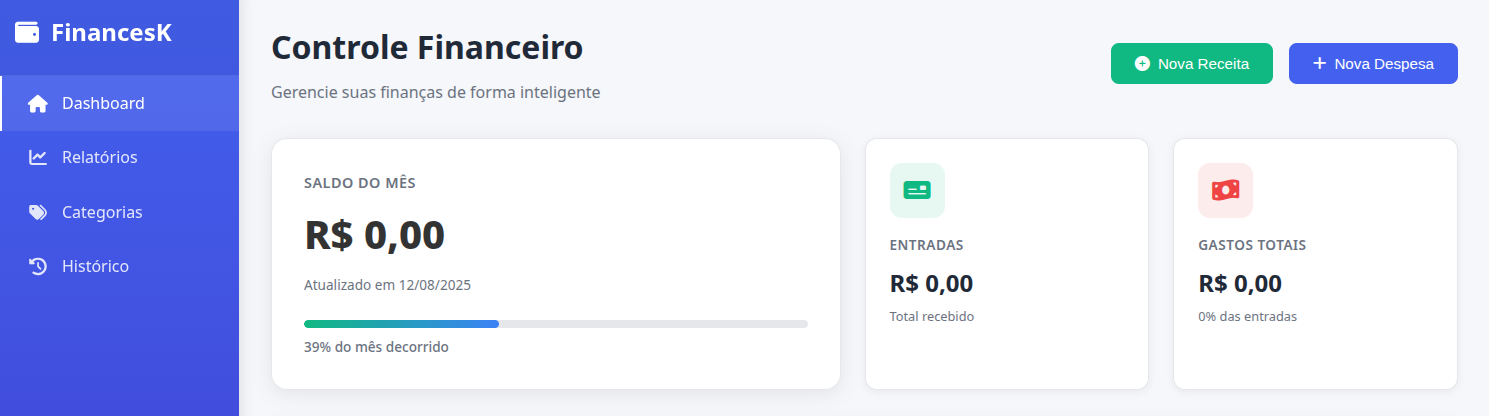 FinancesK
Dashboard
Relatórios
Categorias
Histórico
Controle Financeiro
Gerencie suas finanças de forma inteligente
Nova Receita
Nova Despesa
SALDO DO MÊS
R$ 0,00
Atualizado em 12/08/2025
39% do mês decorrido
ENTRADAS
R$ 0,00
Total recebido
GASTOS TOTAIS
R$ 0,00
0% das entradas